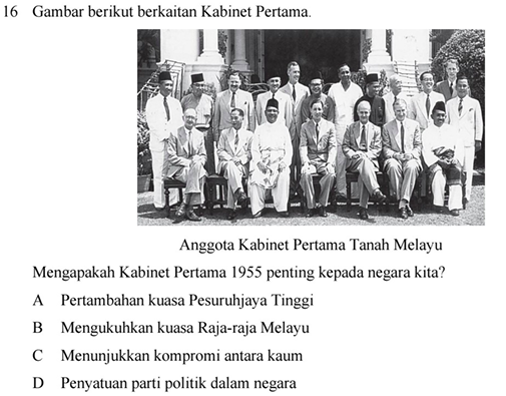 16 Gambar berikut berkaitan Kabinet Pertama.
Anggota Kabinet Pertama Tanah Melayu
Mengapakah Kabinet Pertama 1955 penting kepada negara kita?
A Pertambahan kuasa Pesuruhjaya Tinggi
B Mengukuhkan kuasa Raja-raja Melayu
C Menunjukkan kompromi antara kaum
D Penyatuan parti politik dalam negara